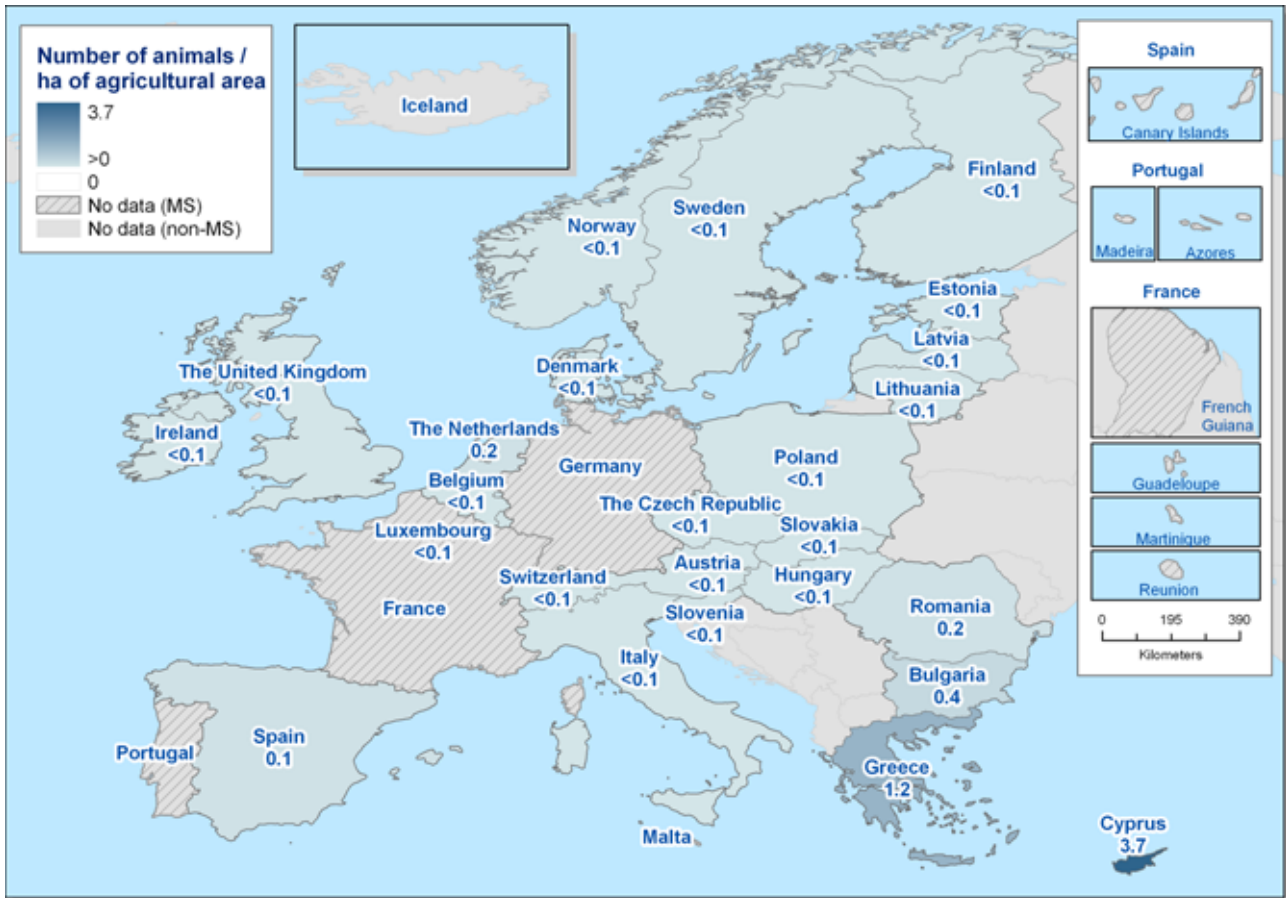 Number of animals /
ha of agricultural area
3.7
>0
0
No data (MS)
No data (non-MS)
Iceland
Spain
Canary Islands
Portugal
Madeira
Azores
France
French
Guiana
Guadeloupe
Martinique
Reunion
0 195 390
Kilometers
Finland
<0.1
Sweden
<0.1
Norway
<0.1
Estonia
<0.1
Latvia
<0.1
Lithuania
<0.1
Denmark
<0.1
The United Kingdom
<0.1
Ireland
<0.1
The Netherlands
0.2
Belgium
<0.1
Luxembourg
<0.1
Germany
Poland
<0.1
The Czech Republic
<0.1
Slovakia
<0.1
Austria
<0.1
Hungary
<0.1
Switzerland
<0.1
Slovenia
<0.1
France
Romania
0.2
Italy
<0.1
Bulgaria
0.4
Portugal
Spain
0.1
Greece
1.2
Malta
Cyprus
3.7